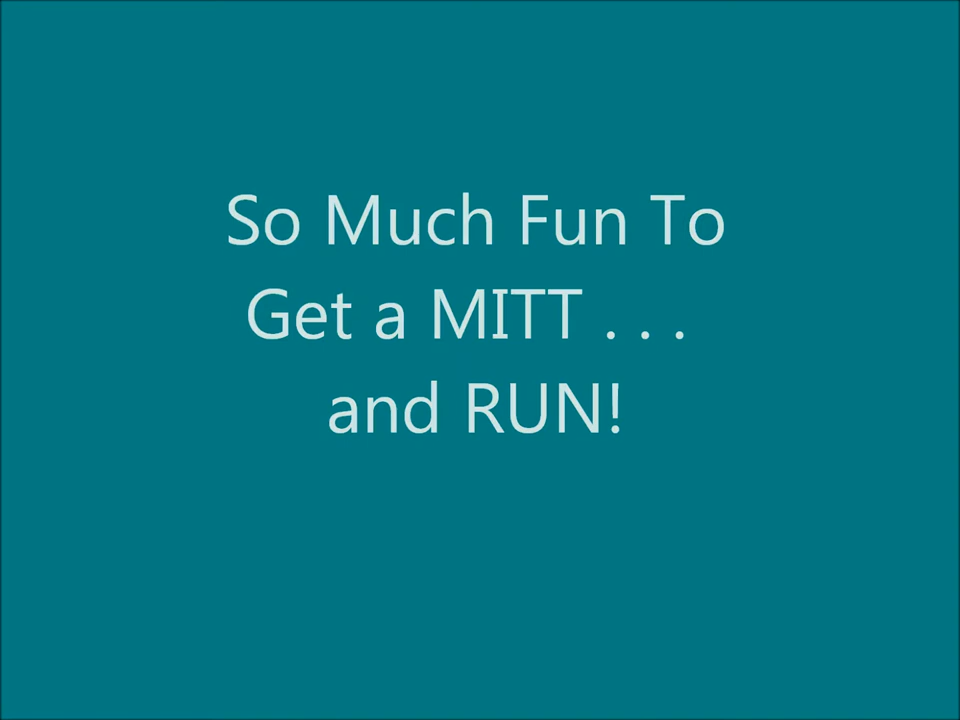 So Much Fun To
Get a MITT . . .
and RUN!